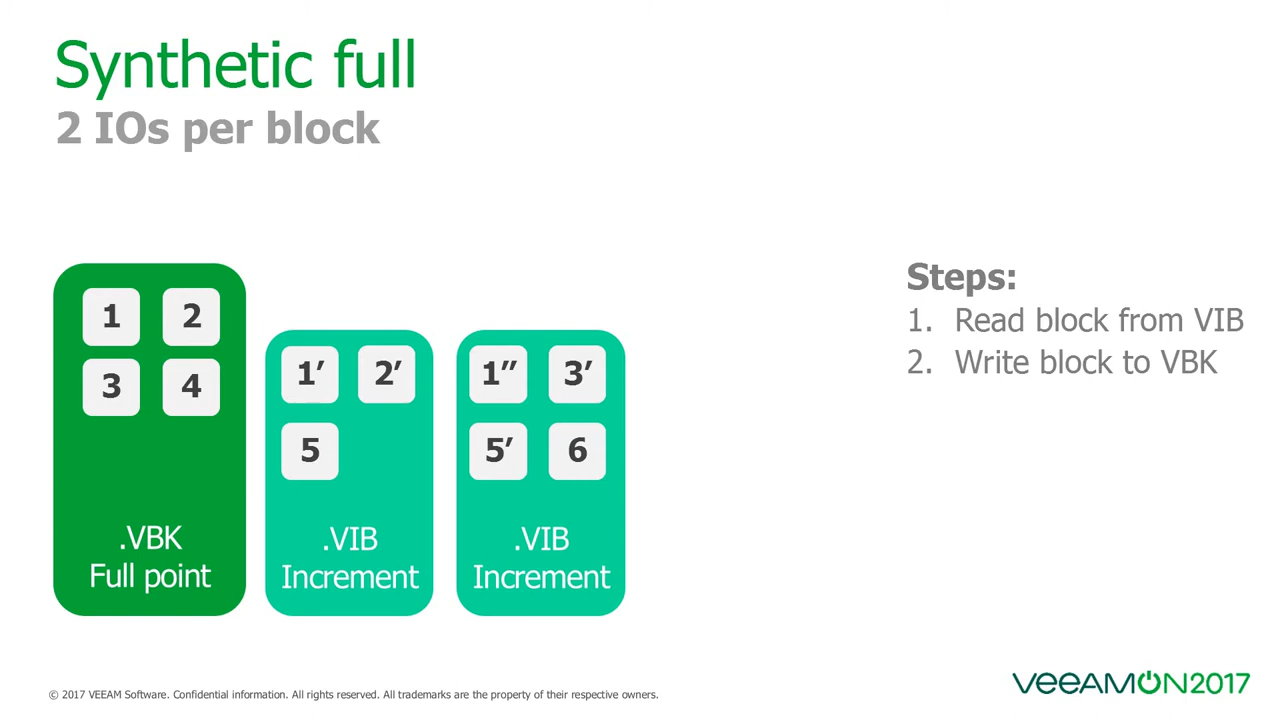 Synthetic full
2 IOs per block
1 2
3 4
.VBK
Full point
1’ 2’
5
.VIB
Increment
1” 3’
5’ 6
.VIB
Increment
Steps:
1. Read block from VIB
2. Write block to VBK
© 2017 VEEAM Software. Confidential information. All rights reserved. All trademarks are the property of their respective owners.
VEEAMON2017